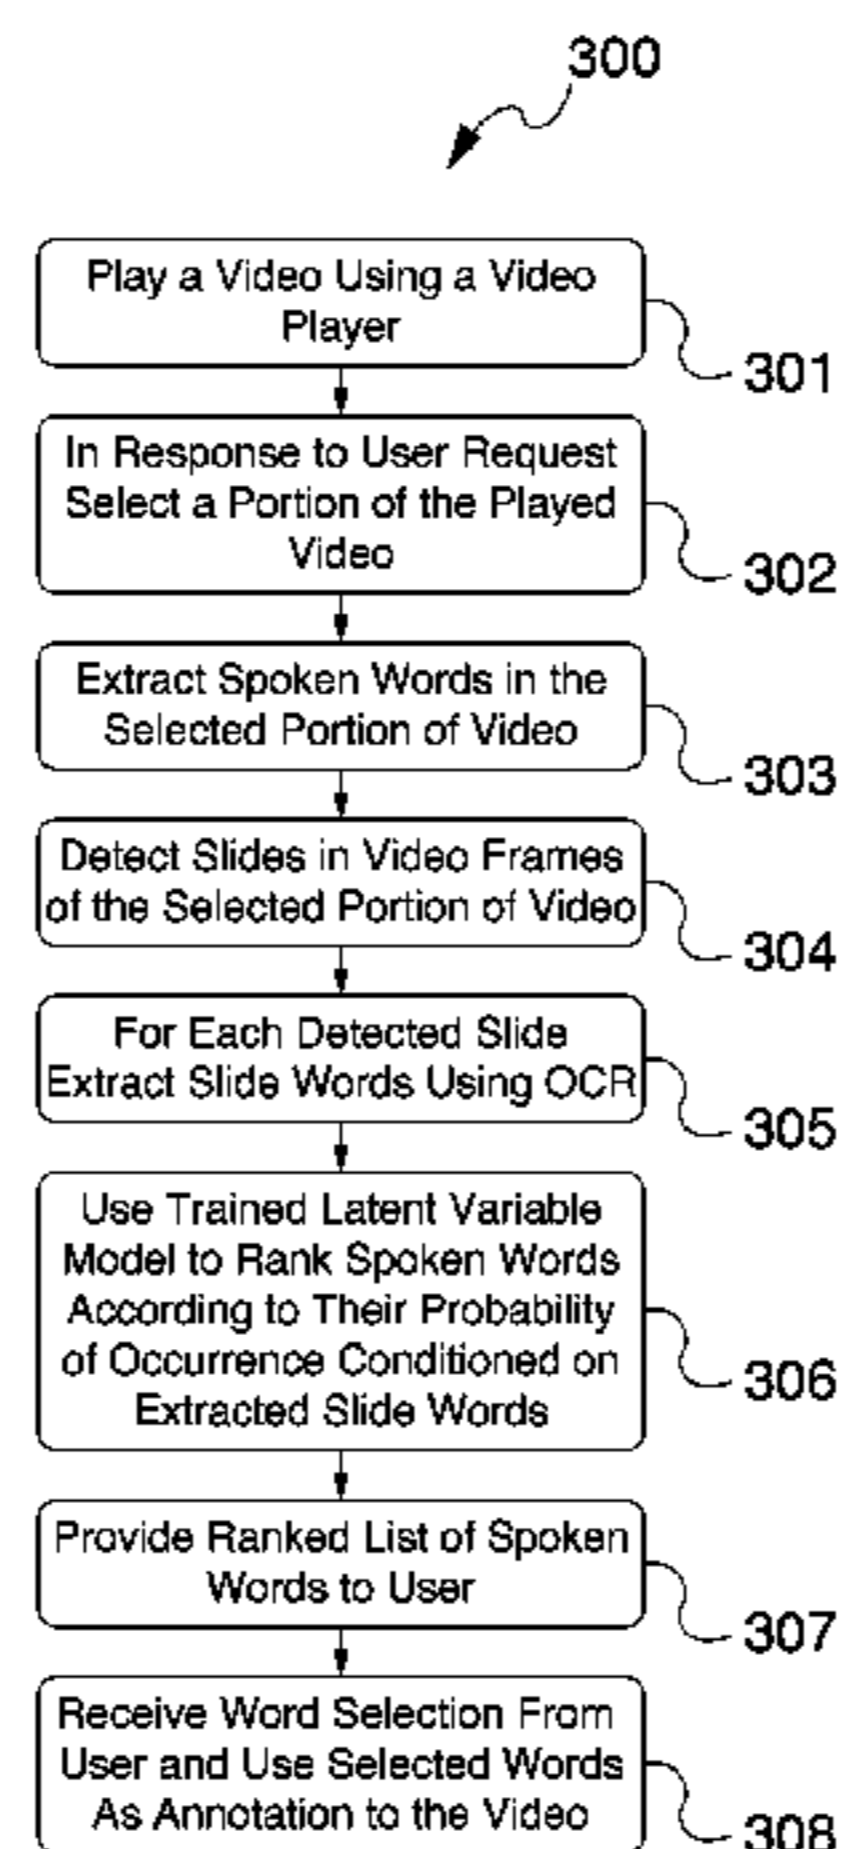 300
Play a Video Using a Video
Player
301
In Response to User Request
Select a Portion of the Played
Video
302
Extract Spoken Words in the
Selected Portion of Video
303
Detect Slides in Video Frames
of the Selected Portion of Video
304
For Each Detected Slide
Extract Slide Words Using OCR
305
Use Trained Latent Variable
Model to Rank Spoken Words
According to Their Probability
of Occurrence Conditioned on
Extracted Slide Words
306
Provide Ranked List of Spoken
Words to User
307
Receive Word Selection From
User and Use Selected Words
As Annotation to the Video
308